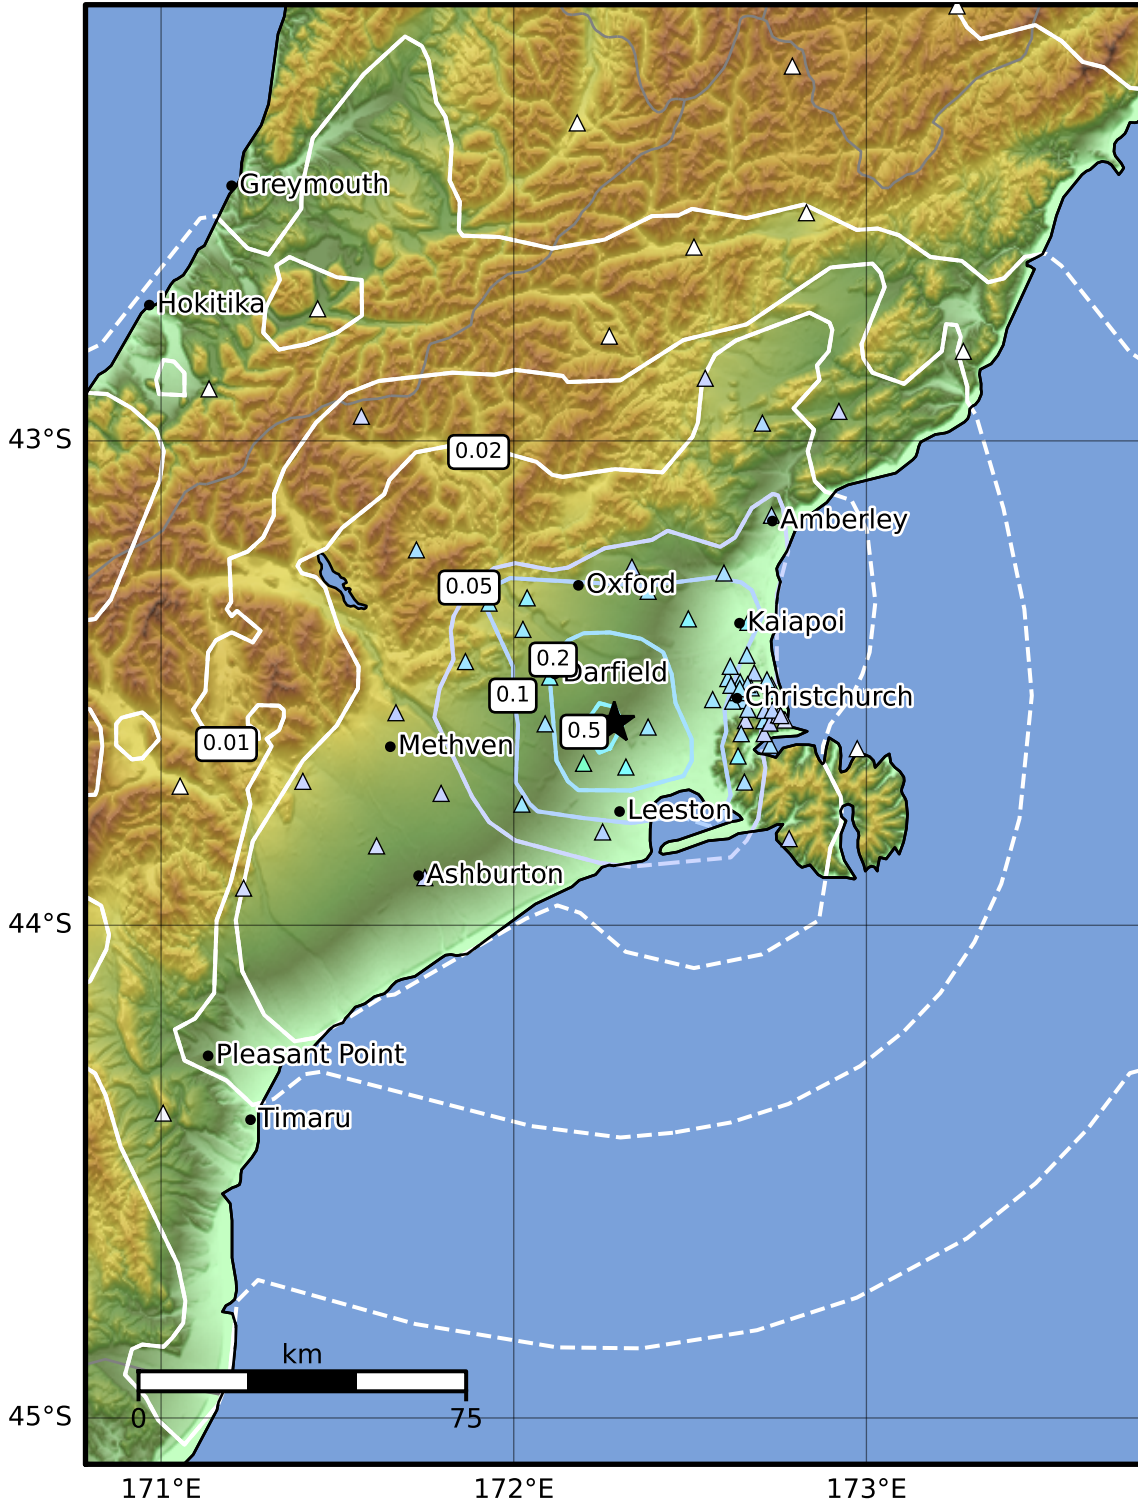 Greymouth
Hokitika
43°S
0.02
Amberley
0.05
Oxford
Kaiapoi
0.2
Darfield
0.1
Christchurch
0.5
0.01
Methven
Leeston
Ashburton
44°S
Pleasant Point
Timaru
km
0 75
45°S
171°E 172°E 173°E